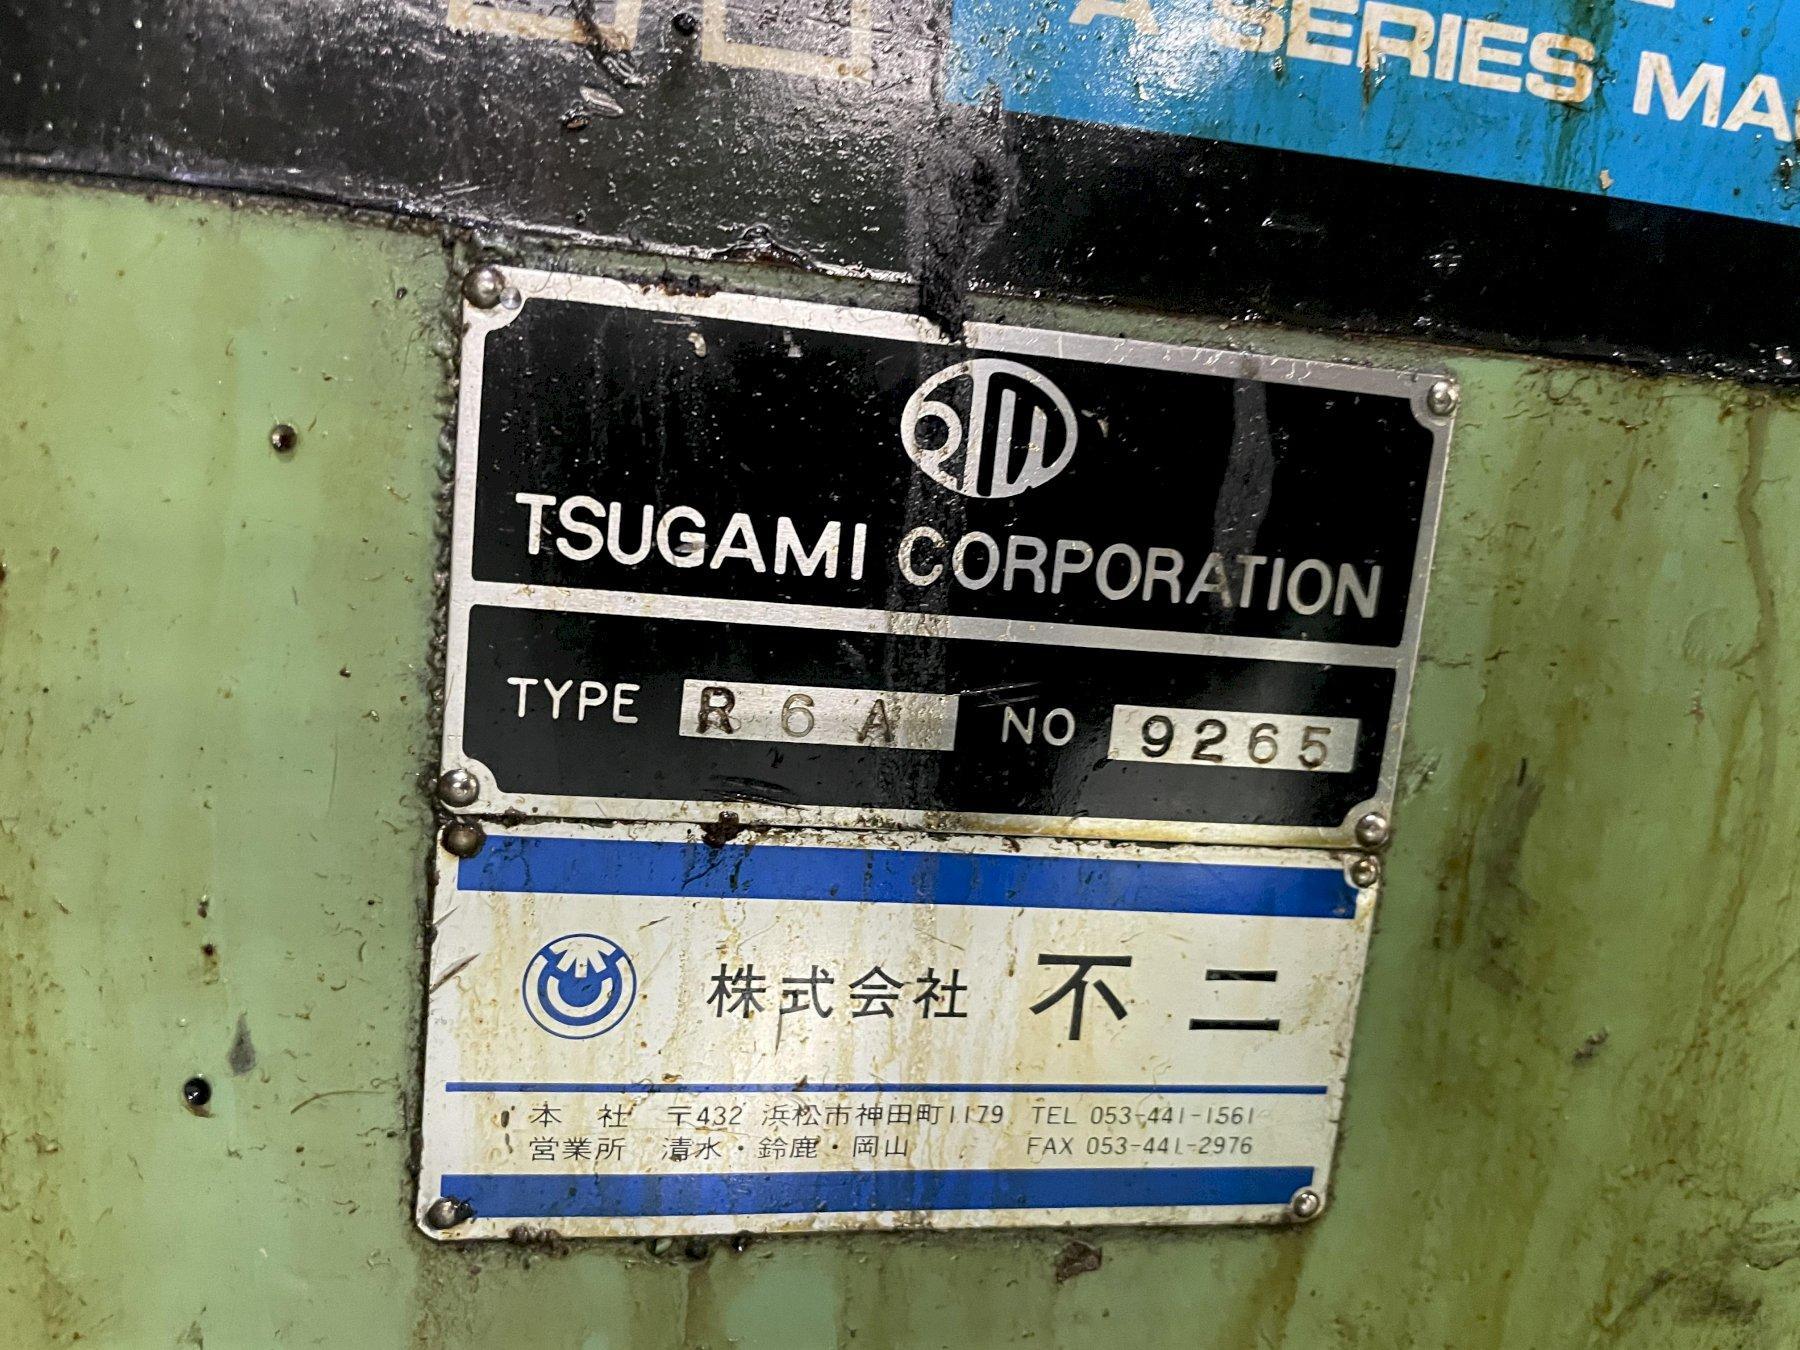 A SERIES
TSUGAMI CORPORATION
TYPE R6A NO 9265
株式会社 不二
本 社 〒432 浜松市神田町1179 TEL 053-441-1561
営業所 清水・鈴鹿・岡山 FAX 053-441-2976